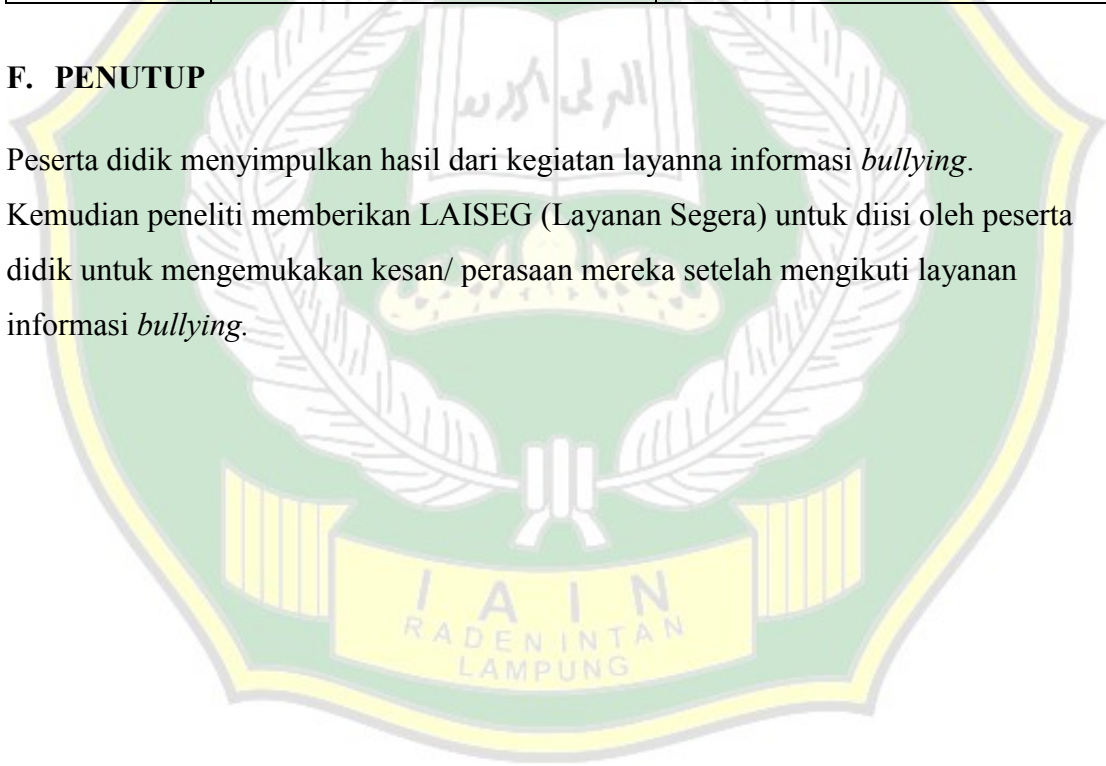 F. PENUTUP
Peserta didik menyimpulkan hasil dari kegiatan layanna informasi bullying.
Kemudian peneliti memberikan LAISEG (Layanan Segera) untuk diisi oleh peserta
didik untuk mengemukakan kesan/ perasaan mereka setelah mengikuti layanan
informasi bullying.
I A I N
RADEN INTAN
LAMPUNG